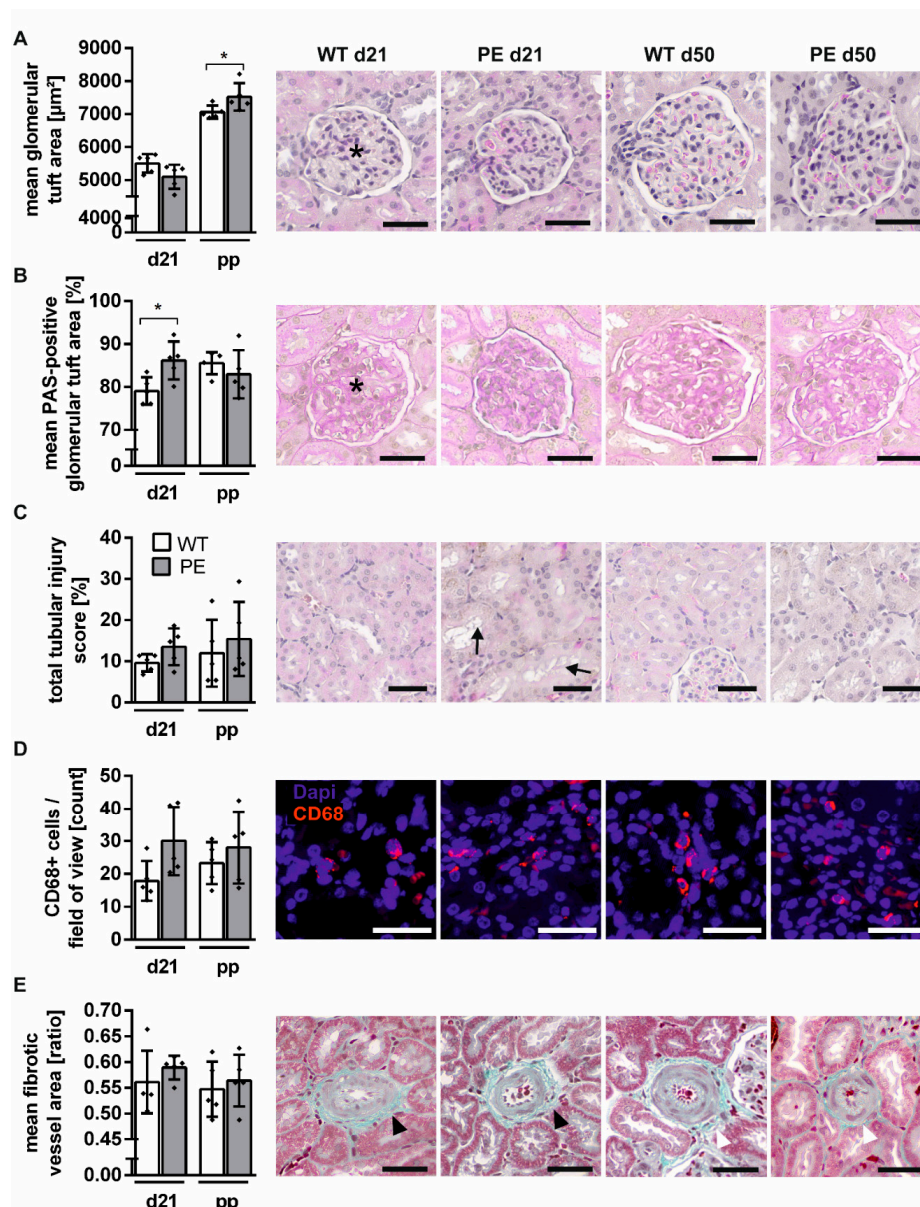 A
mean glomerular
tuft area [µm²]
9000
8000
7000
6000
5000
4000
0
*
d21
pp
WT d21
PE d21
WT d50
PE d50
*
B
mean PAS-positive
glomerular tuft area [%]
100
90
80
70
0
*
d21
pp
*
C
total tubular injury
score [%]
40
30
20
10
0
WT
PE
d21
pp
D
CD68+ cells /
field of view [count]
50
40
30
20
10
0
d21
pp
Dapi
CD68
E
mean fibrotic
vessel area [ratio]
0.70
0.65
0.60
0.55
0.50
0.45
0.00
d21
pp